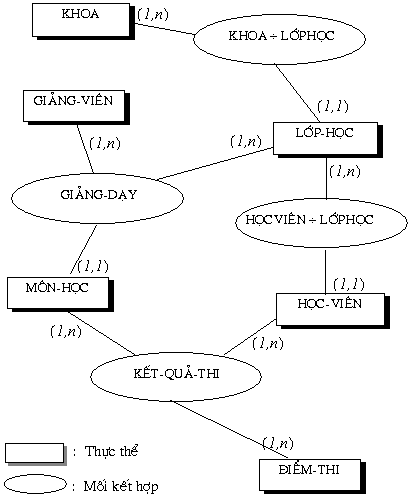 KHOA
(1,n)
KHOA ÷ LỚPHỌC
(1,1)
GIẢNG-VIÊN
(1,n)
(1,n)
LỚP-HỌC
(1,n)
GIẢNG-DẠY
HỌCVIÊN ÷ LỚPHỌC
(1,1)
MÔN-HỌC
(1,1)
HỌC-VIÊN
(1,n)
(1,n)
KẾT-QUẢ-THI
(1,n)
ĐIỂM-THI
: Thực thể
: Mối kết hợp